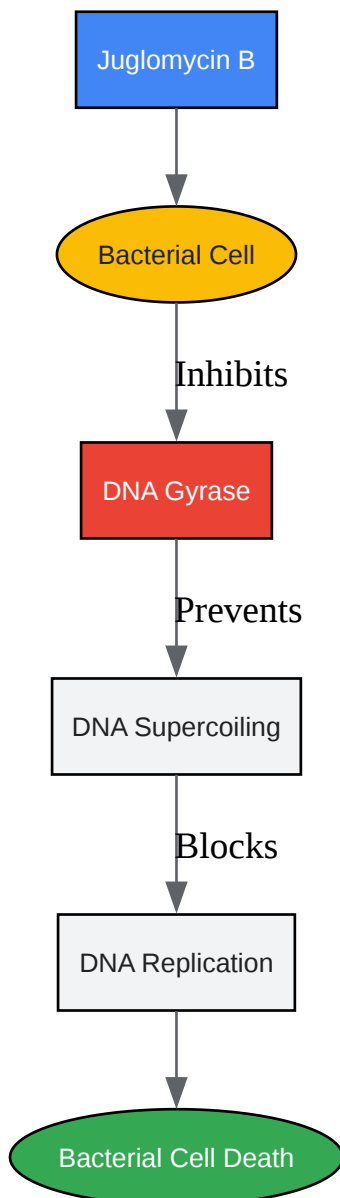 Juglomycin B
Bacterial Cell
Inhibits
DNA Gyrase
Prevents
DNA Supercoiling
Blocks
DNA Replication
Bacterial Cell Death